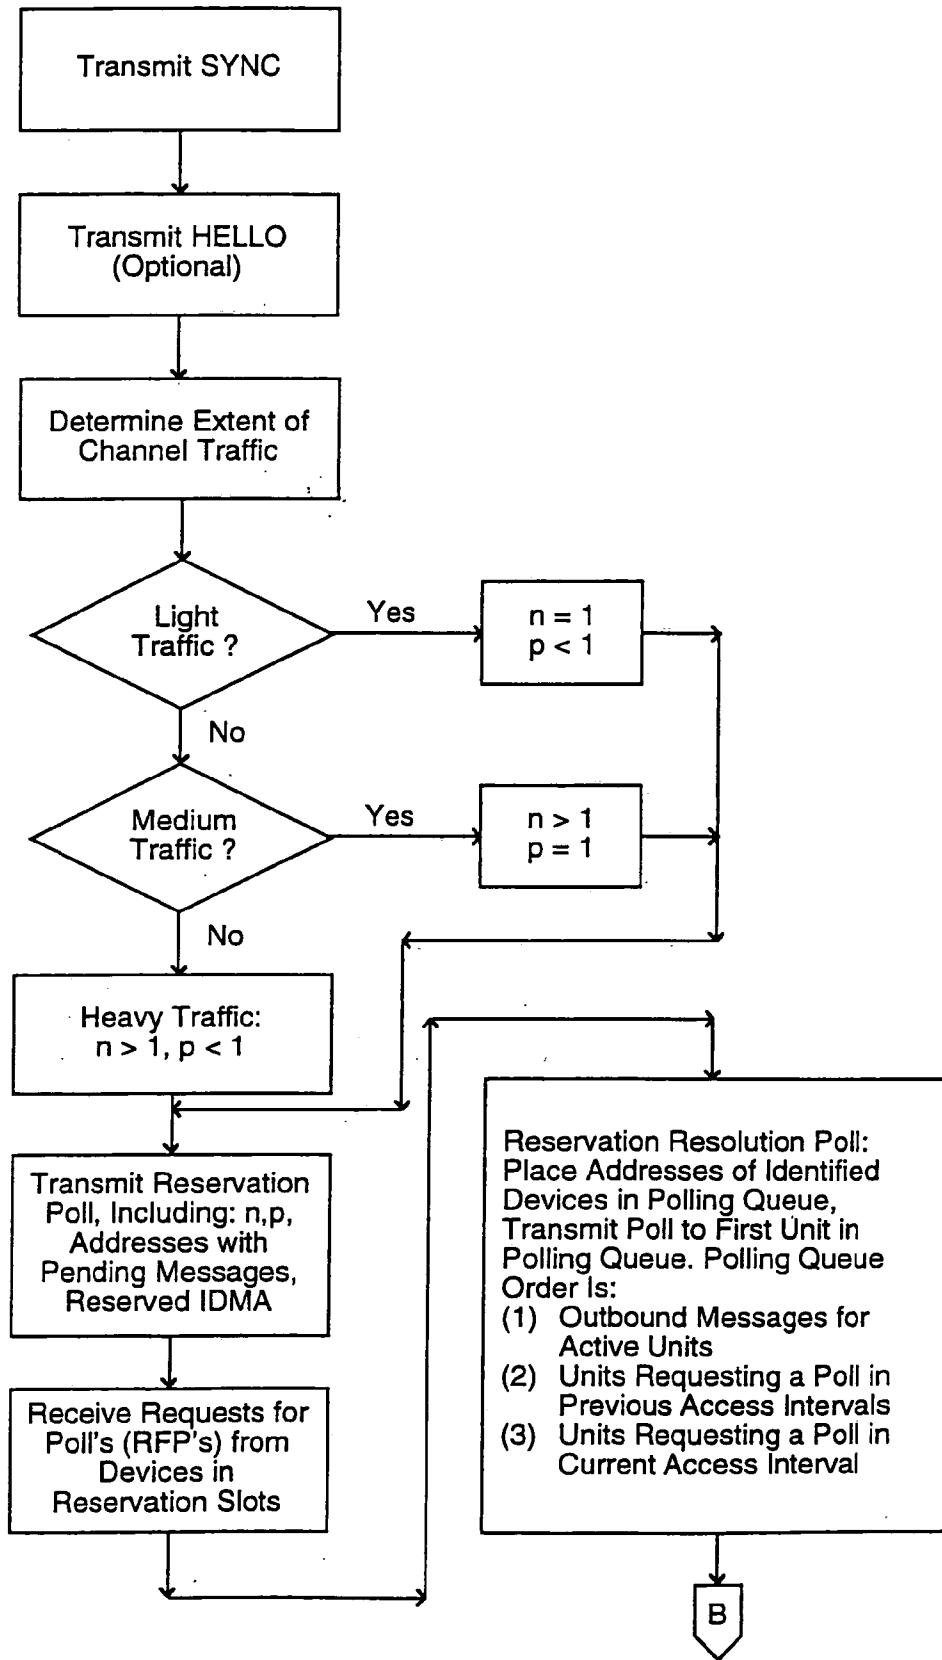 Transmit SYNC
Transmit HELLO
(Optional)
Determine Extent of
Channel Traffic
Light
Traffic ?
Yes
n = 1
p < 1
No
Medium
Traffic ?
Yes
n > 1
p = 1
No
Heavy Traffic:
n > 1, p < 1
Transmit Reservation
Poll, Including: n,p,
Addresses with
Pending Messages,
Reserved IDMA
Receive Requests for
Poll's (RFP's) from
Devices in
Reservation Slots
Reservation Resolution Poll:
Place Addresses of Identified
Devices in Polling Queue,
Transmit Poll to First Unit in
Polling Queue. Polling Queue
Order Is:
(1) Outbound Messages for
Active Units
(2) Units Requesting a Poll in
Previous Access Intervals
(3) Units Requesting a Poll in
Current Access Interval
B